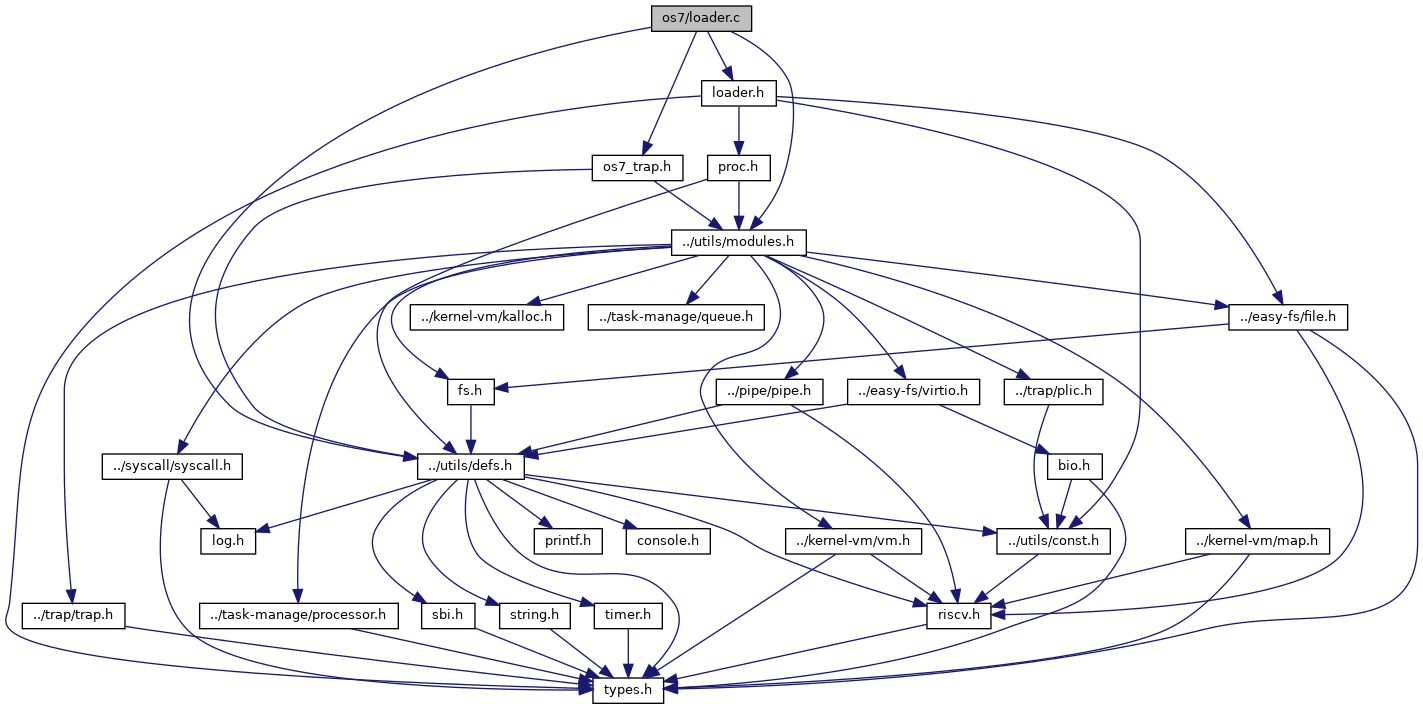 os7/loader.c
loader.h
os7_trap.h
proc.h
../utils/modules.h
../kernel-vm/kalloc.h
../task-manage/queue.h
../easy-fs/file.h
fs.h
../pipe/pipe.h
../easy-fs/virtio.h
../trap/plic.h
../syscall/syscall.h
../utils/defs.h
bio.h
log.h
printf.h
console.h
../kernel-vm/vm.h
../utils/const.h
../kernel-vm/map.h
../trap/trap.h
../task-manage/processor.h
sbi.h
string.h
timer.h
riscv.h
types.h